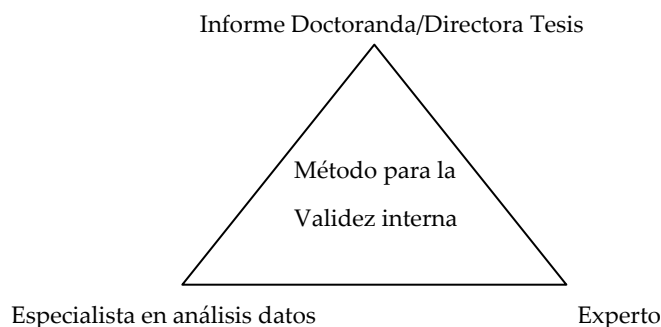 Informe Doctoranda/Directora Tesis
Método para la
Validez interna
Especialista en análisis datos
Experto